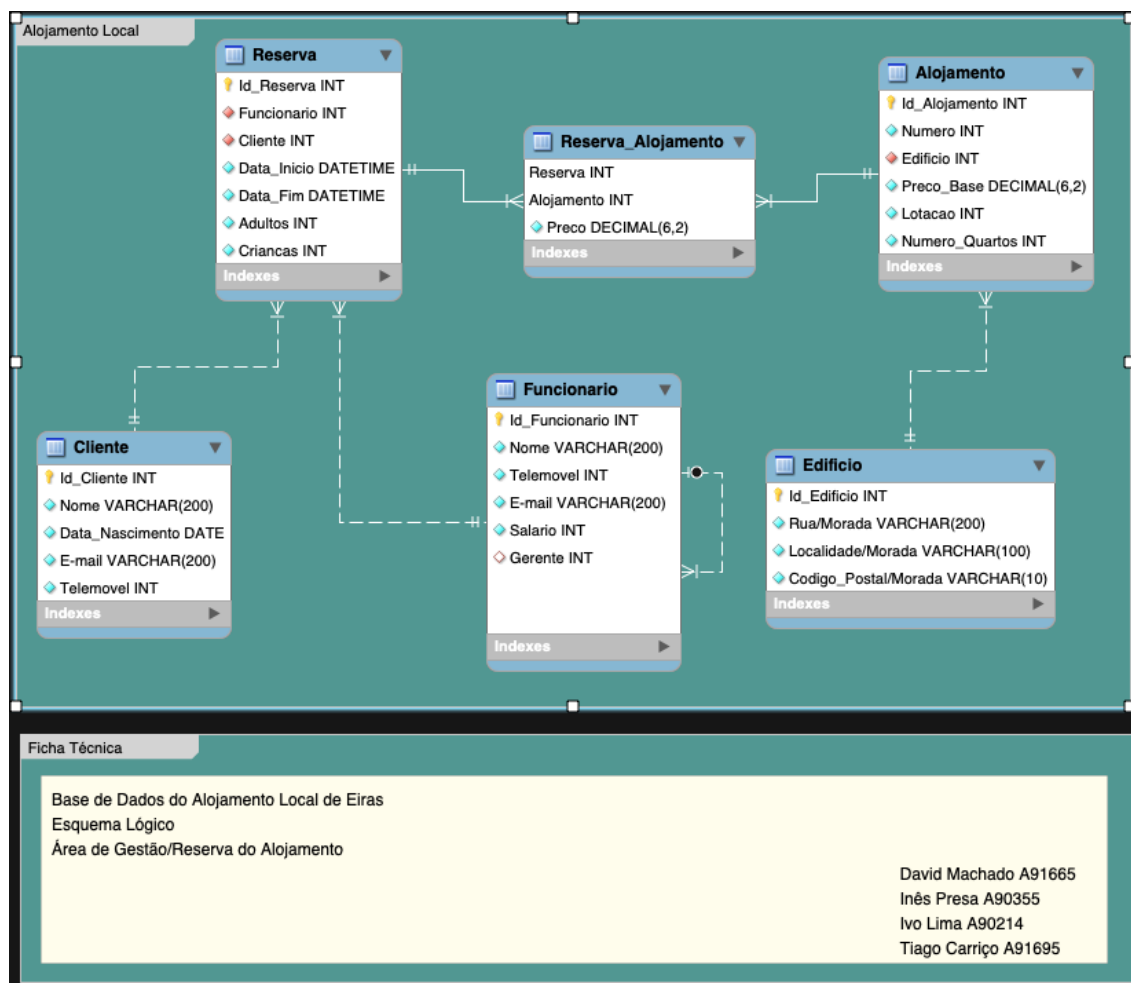 Alojamento Local
Reserva
Id_Reserva INT
Funcionario INT
Cliente INT
Data_Inicio DATETIME
Data_Fim DATETIME
Adultos INT
Criancas INT
Indexes
Reserva_Alojamento
Reserva INT
Alojamento INT
Preco DECIMAL(6,2)
Indexes
Alojamento
Id_Alojamento INT
Numero INT
Edificio INT
Preco_Base DECIMAL(6,2)
Lotacao INT
Numero_Quartos INT
Indexes
Cliente
Id_Cliente INT
Nome VARCHAR(200)
Data_Nascimento DATE
E-mail VARCHAR(200)
Telemovel INT
Indexes
Funcionario
Id_Funcionario INT
Nome VARCHAR(200)
Telemovel INT
E-mail VARCHAR(200)
Salario INT
Gerente INT
Indexes
Edificio
Id_Edificio INT
Rua/Morada VARCHAR(200)
Localidade/Morada VARCHAR(100)
Codigo_Postal/Morada VARCHAR(10)
Indexes
Ficha Técnica
Base de Dados do Alojamento Local de Eiras
Esquema Lógico
Área de Gestão/Reserva do Alojamento
David Machado A91665
Inês Presa A90355
Ivo Lima A90214
Tiago Carriço A91695